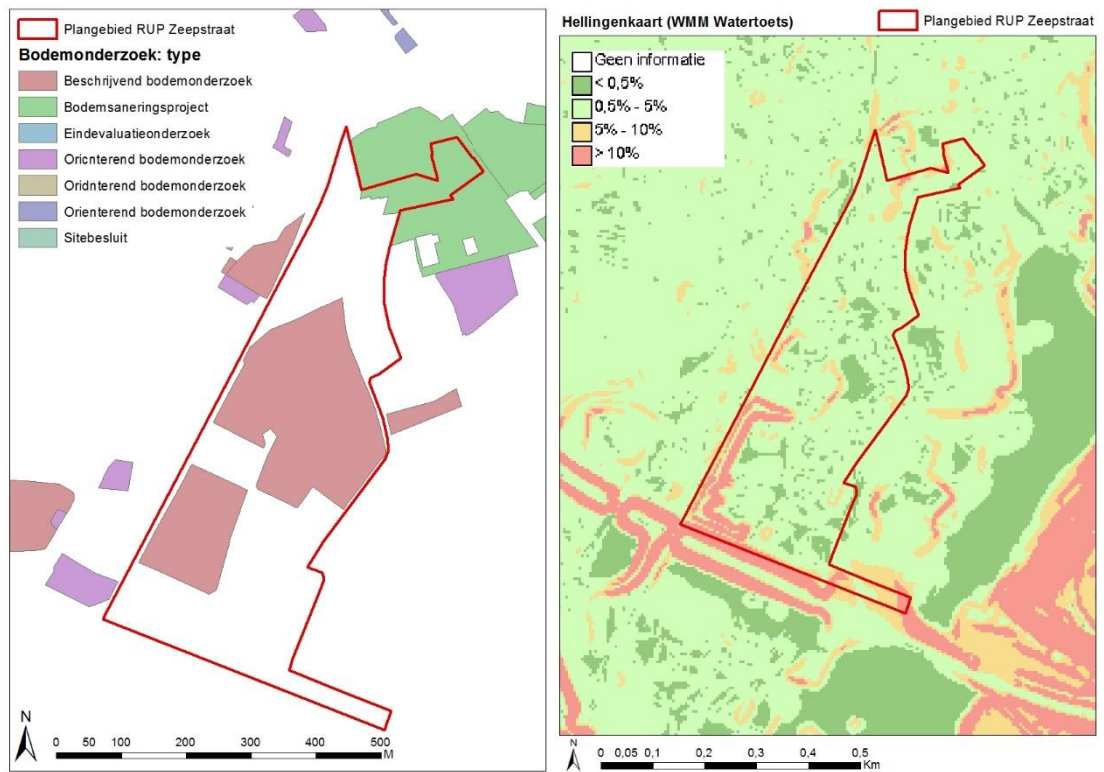 Plangebied RUP Zeepstraat
Bodemonderzoek: type
Beschrijvend bodemonderzoek
Bodemsaneringsproject
Eindevaluatieonderzoek
Oriënterend bodemonderzoek
Oridnterend bodemonderzoek
Orienterend bodemonderzoek
Sitebesluit
N
0 100 200 300 400 500
M
Hellingenkaart (WMM Watertoets)
Plangebied RUP Zeepstraat
Geen informatie
< 0,5%
0,5% - 5%
5% - 10%
> 10%
N
0 0,05 0,1 0,2 0,3 0,4 0,5
Km